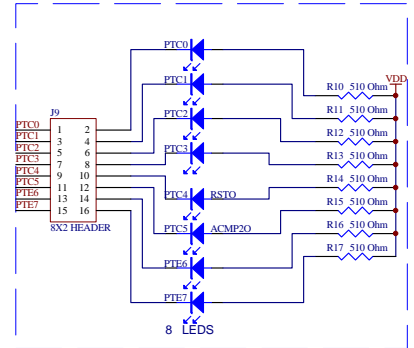 PTC0
PTC1
R10 510 Ohm
VDD
J9
R11 510 Ohm
PTC2
PTC0 1 2
R12 510 Ohm
PTC1 3 4
PTC3
PTC2 5 6
R13 510 Ohm
PTC3 7 8
PTC4 9 10
R14 510 Ohm
PTC4 RSTO
PTC5 11 12
PTE6 13 14
R15 510 Ohm
PTE7 15 16
PTC5 ACMP2O
8X2 HEADER
R16 510 Ohm
PTE6
R17 510 Ohm
PTE7
8 LEDS